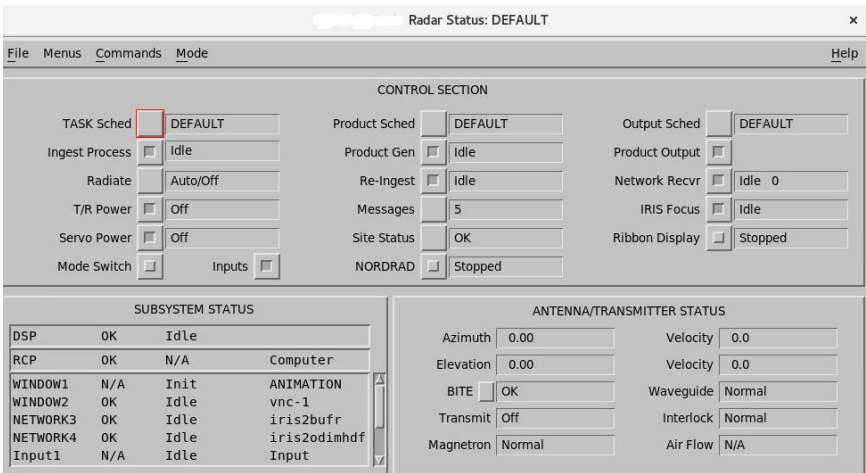 Radar Status: DEFAULT ×
File Menus Commands Mode Help
CONTROL SECTION
TASK Sched DEFAULT Product Sched DEFAULT Output Sched DEFAULT
Ingest Process Idle Product Gen Idle Product Output
Radiate Auto/Off Re-Ingest Idle Network Recvr Idle 0
T/R Power Off Messages 5 IRIS Focus Idle
Servo Power Off Site Status OK Ribbon Display Stopped
Mode Switch Inputs NORDRAD Stopped
SUBSYSTEM STATUS
DSP OK Idle
RCP OK N/A Computer
WINDOW1 N/A Init ANIMATION
WINDOW2 OK Idle vnc-1
NETWORK3 OK Idle iris2bufr
NETWORK4 OK Idle iris2odimhdf
Input1 N/A Idle Input
ANTENNA/TRANSMITTER STATUS
Azimuth 0.00 Velocity 0.0
Elevation 0.00 Velocity 0.0
BITE OK Waveguide Normal
Transmit Off Interlock Normal
Magnetron Normal Air Flow N/A